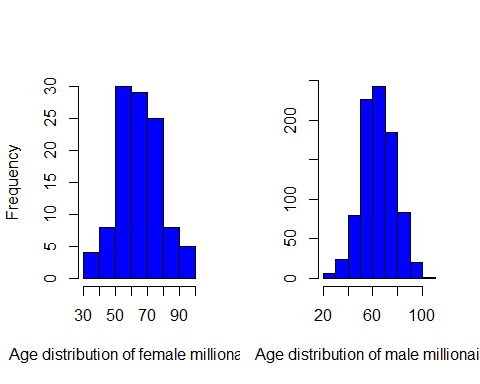 Frequency
0 5 10 15 20 25 30
30 50 70 90
Age distribution of female milliona
0 50 100 200
20 60 100
Age distribution of male millionai